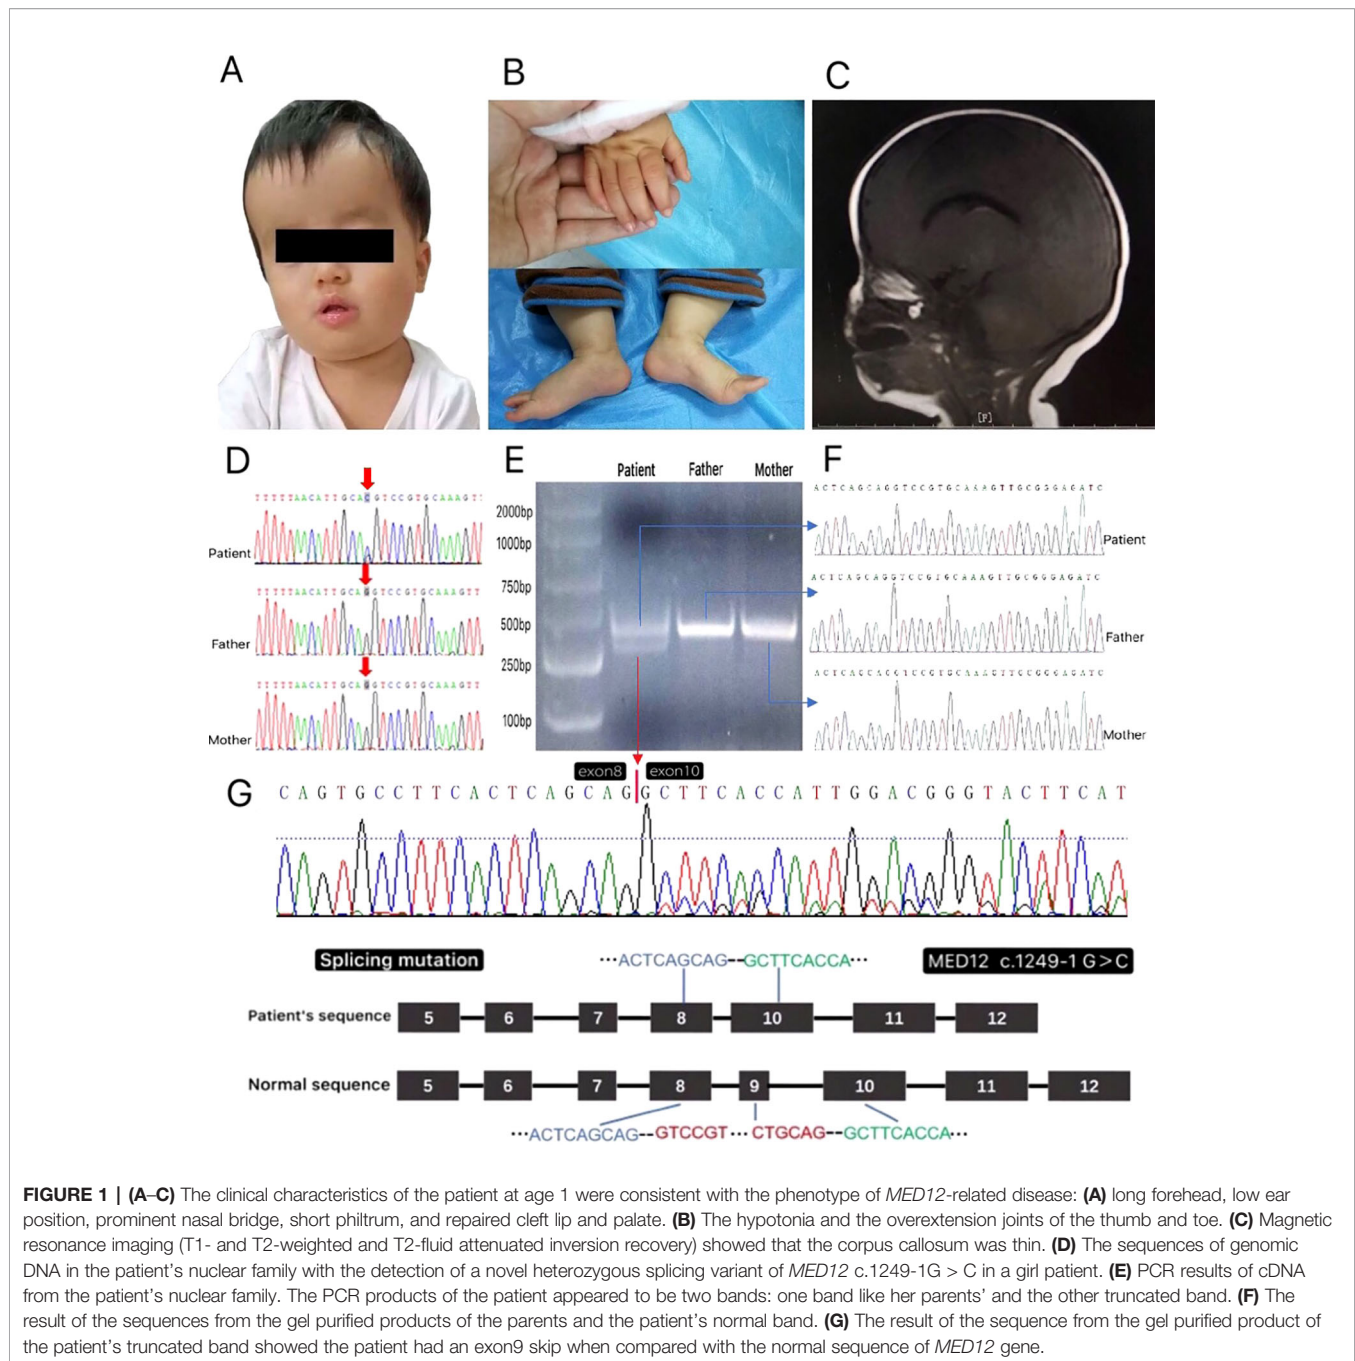 A
B
C
[F]
D
E
F
Patient
Father
Mother
TTTTTAACATTGCACGTCCGTGCAAAGTT
Patient
TTTTTAACATTGCAGGTCCGTGCAAAGTT
Father
TTTTTAACATTGCAGGTCCGTGCAAAGTT
Mother
2000bp
1000bp
750bp
500bp
250bp
100bp
ACTCAGCAGGTCCGTGCAAAGTTGCGGGAGATC
Patient
ACTCAGCAGGTCCGTGCAAAGTTGCGGGAGATC
Father
ACTCAGCAGGTCCGTGCAAAGTTGCGGGAGATC
Mother
exon8 exon10
G
CAGTGCCTTCACTCAGCAGGCTTCACCATTGGACGGGTACTTCAT
Splicing mutation
···ACTCAGCAG--GCTTCACCA···
MED12 c.1249-1 G>C
Patient's sequence 5 6 7 8 10 11 12
Normal sequence 5 6 7 8 9 10 11 12
···ACTCAGCAG--GTCCGT···CTGCAG--GCTTCACCA···
FIGURE 1 | (A–C) The clinical characteristics of the patient at age 1 were consistent with the phenotype of MED12-related disease: (A) long forehead, low ear
position, prominent nasal bridge, short philtrum, and repaired cleft lip and palate. (B) The hypotonia and the overextension joints of the thumb and toe. (C) Magnetic
resonance imaging (T1- and T2-weighted and T2-fluid attenuated inversion recovery) showed that the corpus callosum was thin. (D) The sequences of genomic
DNA in the patient's nuclear family with the detection of a novel heterozygous splicing variant of MED12 c.1249-1G > C in a girl patient. (E) PCR results of cDNA
from the patient's nuclear family. The PCR products of the patient appeared to be two bands: one band like her parents' and the other truncated band. (F) The
result of the sequences from the gel purified products of the parents and the patient's normal band. (G) The result of the sequence from the gel purified product of
the patient's truncated band showed the patient had an exon9 skip when compared with the normal sequence of MED12 gene.